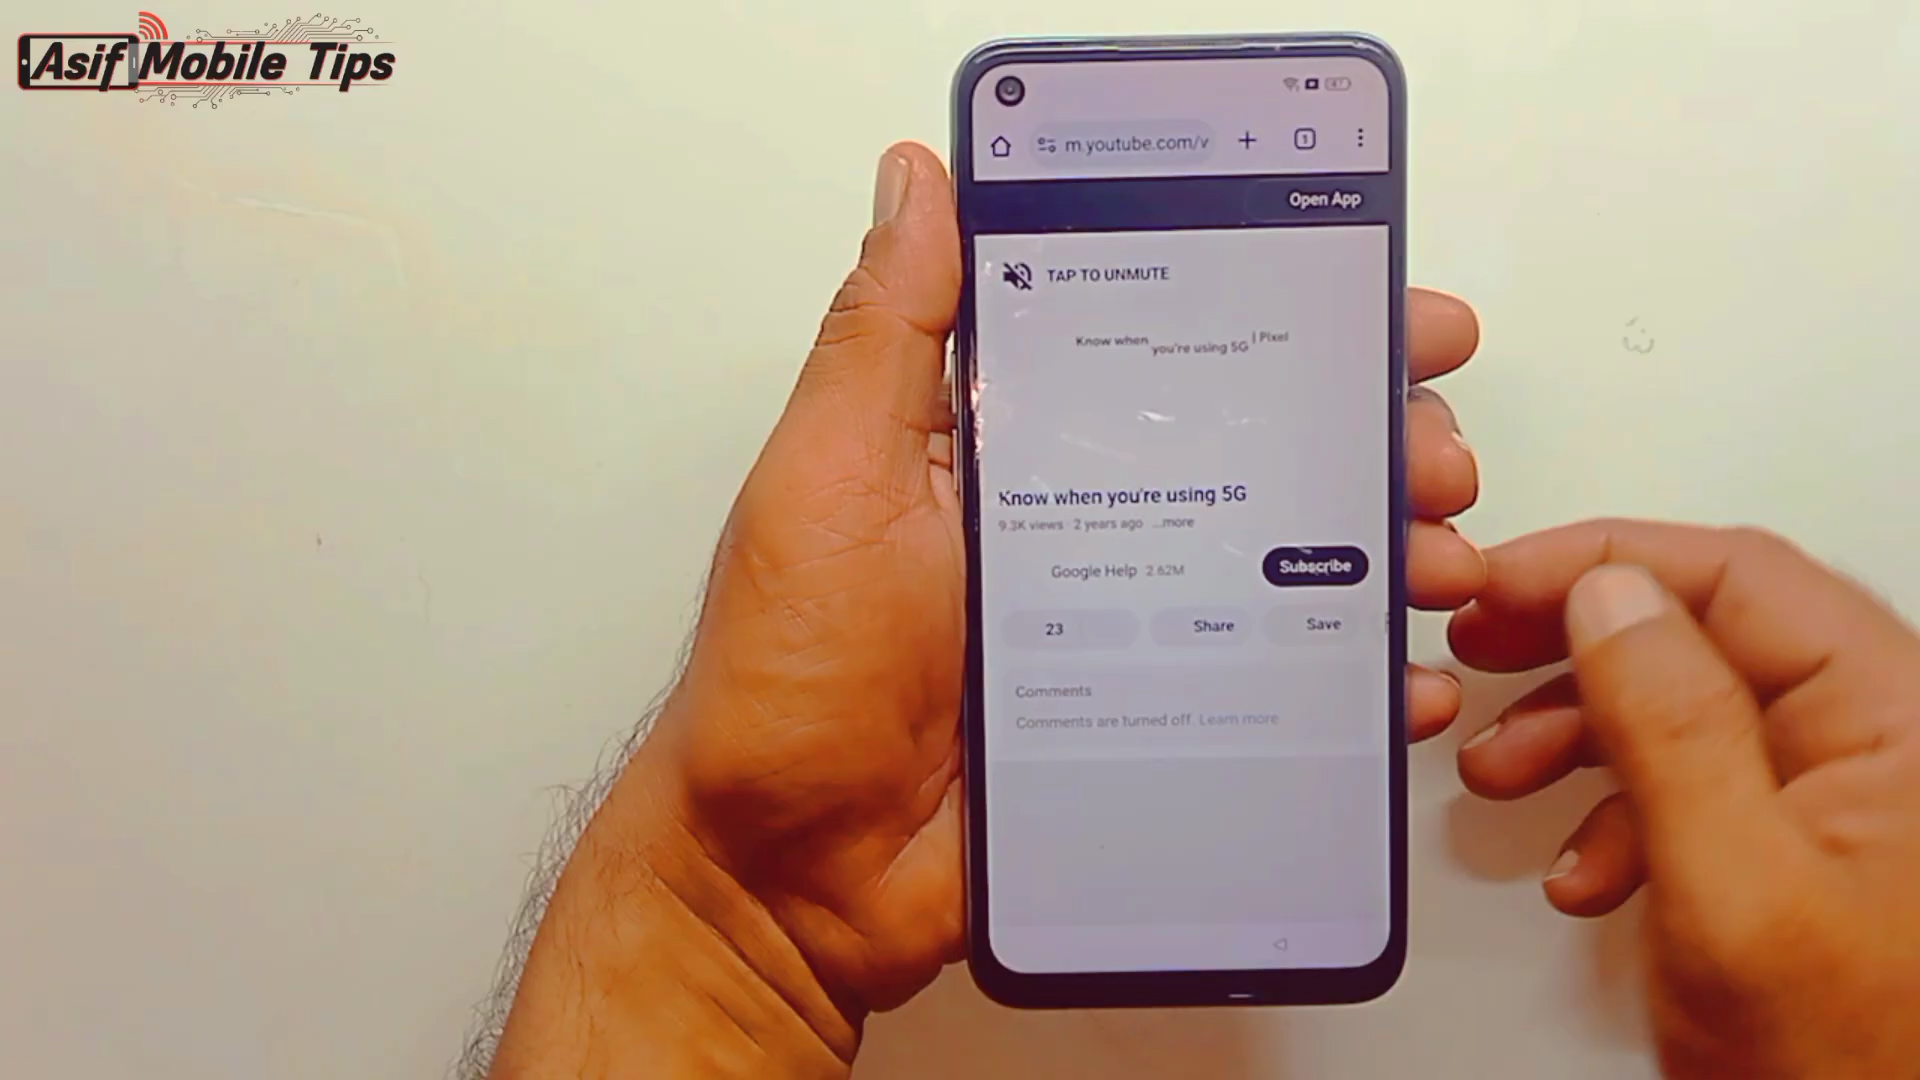 Asif Mobile Tips
47
m.youtube.com/v
1
Open App
TAP TO UNMUTE
Know when you're using 5G | Pixel
Know when you're using 5G
9.3K views · 2 years ago ...more
Google Help 2.62M
Subscribe
23
Share
Save
Comments
Comments are turned off. Learn more